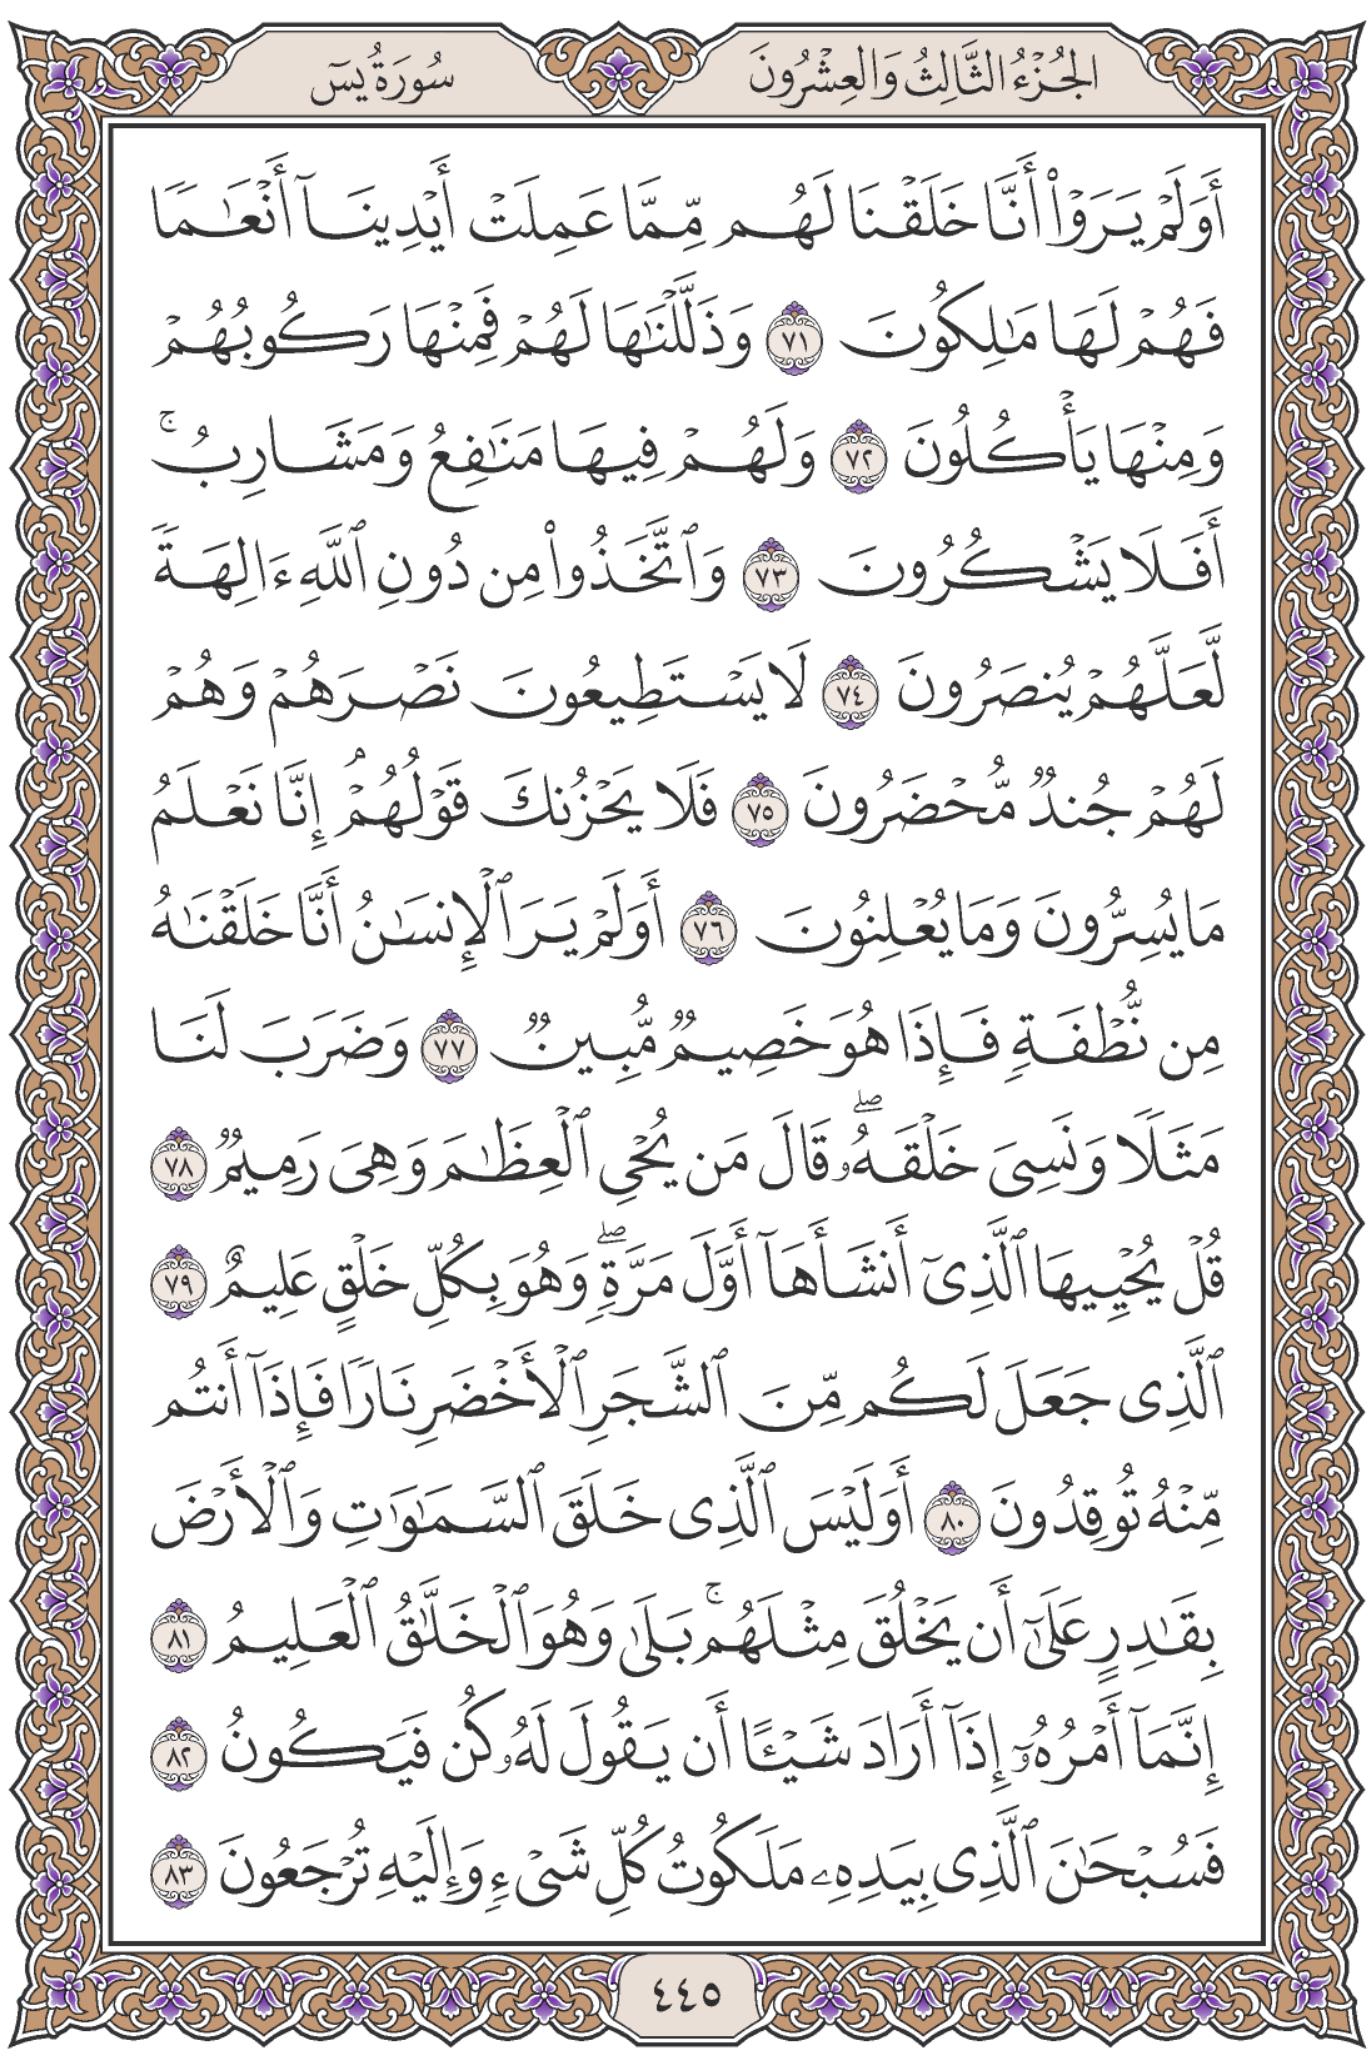 الجُزْءُ الثَّالِثُ وَالعِشْرُونَ
سُورَةُ يسٓ
أَوَلَمْ يَرَوْا۟ أَنَّا خَلَقْنَا لَهُم مِّمَّا عَمِلَتْ أَيْدِينَآ أَنْعَـٰمًا
فَهُمْ لَهَا مَـٰلِكُونَ ٧١ وَذَلَّلْنَـٰهَا لَهُمْ فَمِنْهَا رَكُوبُهُمْ
وَمِنْهَا يَأْكُلُونَ ٧٢ وَلَهُمْ فِيهَا مَنَـٰفِعُ وَمَشَارِبُ ۚ
أَفَلَا يَشْكُرُونَ ٧٣ وَٱتَّخَذُوا۟ مِن دُونِ ٱللَّهِ ءَالِهَةً
لَّعَلَّهُمْ يُنصَرُونَ ٧٤ لَا يَسْتَطِيعُونَ نَصْرَهُمْ وَهُمْ
لَهُمْ جُندٌ مُّحْضَرُونَ ٧٥ فَلَا يَحْزُنكَ قَوْلُهُمْ ۘ إِنَّا نَعْلَمُ
مَا يُسِرُّونَ وَمَا يُعْلِنُونَ ٧٦ أَوَلَمْ يَرَ ٱلْإِنسَـٰنُ أَنَّا خَلَقْنَـٰهُ
مِن نُّطْفَةٍ فَإِذَا هُوَ خَصِيمٌ مُّبِينٌ ٧٧ وَضَرَبَ لَنَا
مَثَلًا وَنَسِىَ خَلْقَهُۥ ۖ قَالَ مَن يُحْىِ ٱلْعِظَـٰمَ وَهِىَ رَمِيمٌ ٧٨
قُلْ يُحْيِيهَا ٱلَّذِىٓ أَنشَأَهَآ أَوَّلَ مَرَّةٍ ۖ وَهُوَ بِكُلِّ خَلْقٍ عَلِيمٌ ٧٩
ٱلَّذِى جَعَلَ لَكُم مِّنَ ٱلشَّجَرِ ٱلْأَخْضَرِ نَارًا فَإِذَآ أَنتُم
مِّنْهُ تُوقِدُونَ ٨٠ أَوَلَيْسَ ٱلَّذِى خَلَقَ ٱلسَّمَـٰوَٰتِ وَٱلْأَرْضَ
بِقَـٰدِرٍ عَلَىٰٓ أَن يَخْلُقَ مِثْلَهُم ۚ بَلَىٰ وَهُوَ ٱلْخَلَّـٰقُ ٱلْعَلِيمُ ٨١
إِنَّمَآ أَمْرُهُۥٓ إِذَآ أَرَادَ شَيْـًٔا أَن يَقُولَ لَهُۥ كُن فَيَكُونُ ٨٢
فَسُبْحَـٰنَ ٱلَّذِى بِيَدِهِۦ مَلَكُوتُ كُلِّ شَىْءٍ وَإِلَيْهِ تُرْجَعُونَ ٨٣
٤٤٥